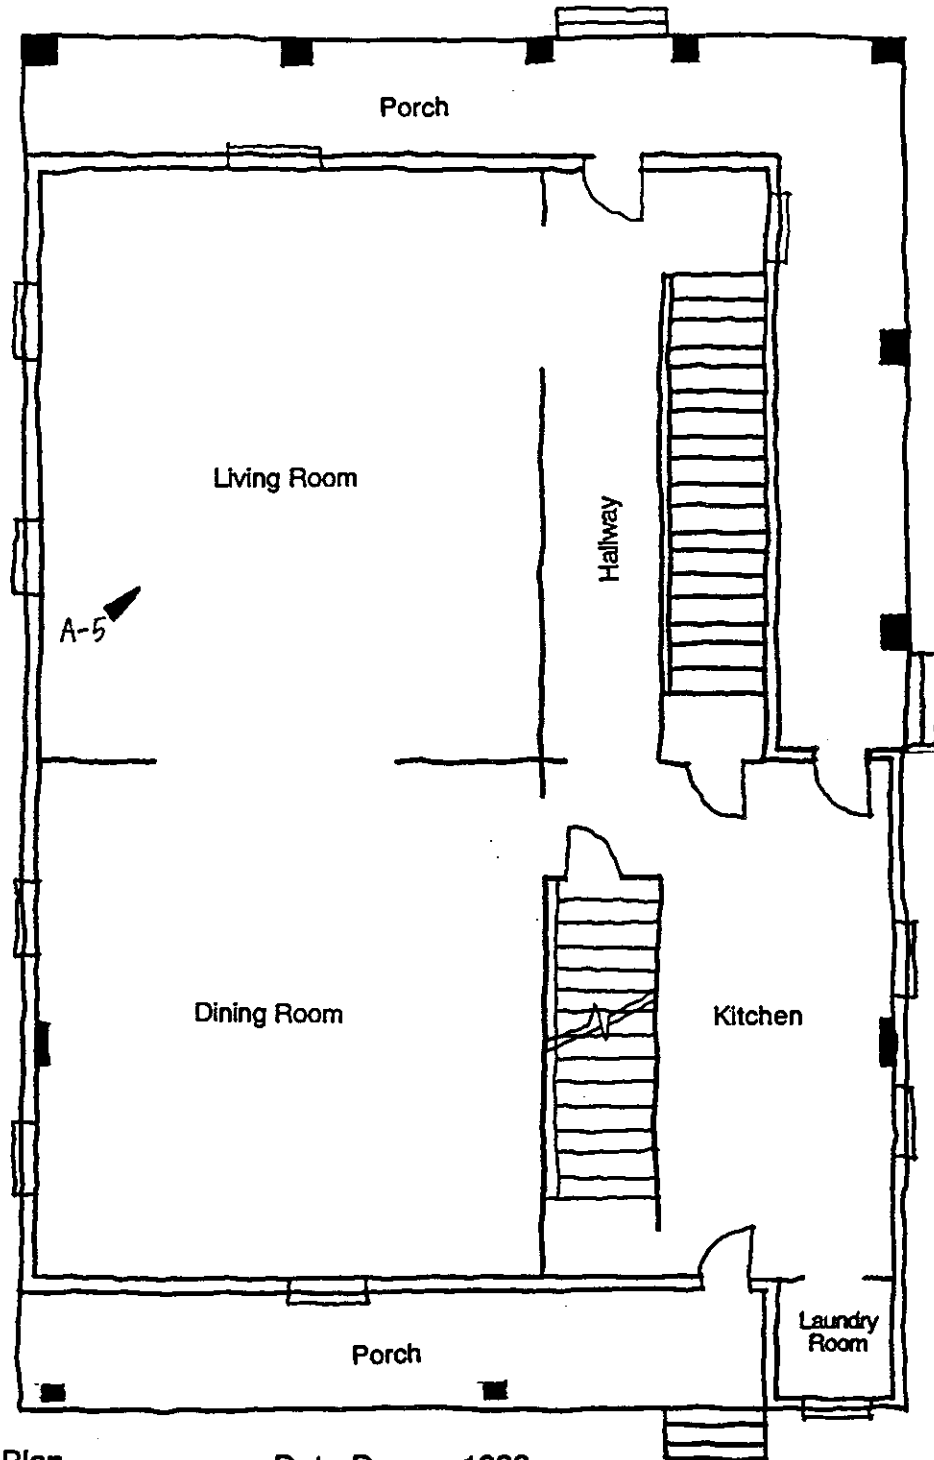 Porch
Living Room
Hallway
A-5
Dining Room
Kitchen
Laundry
Room
Porch